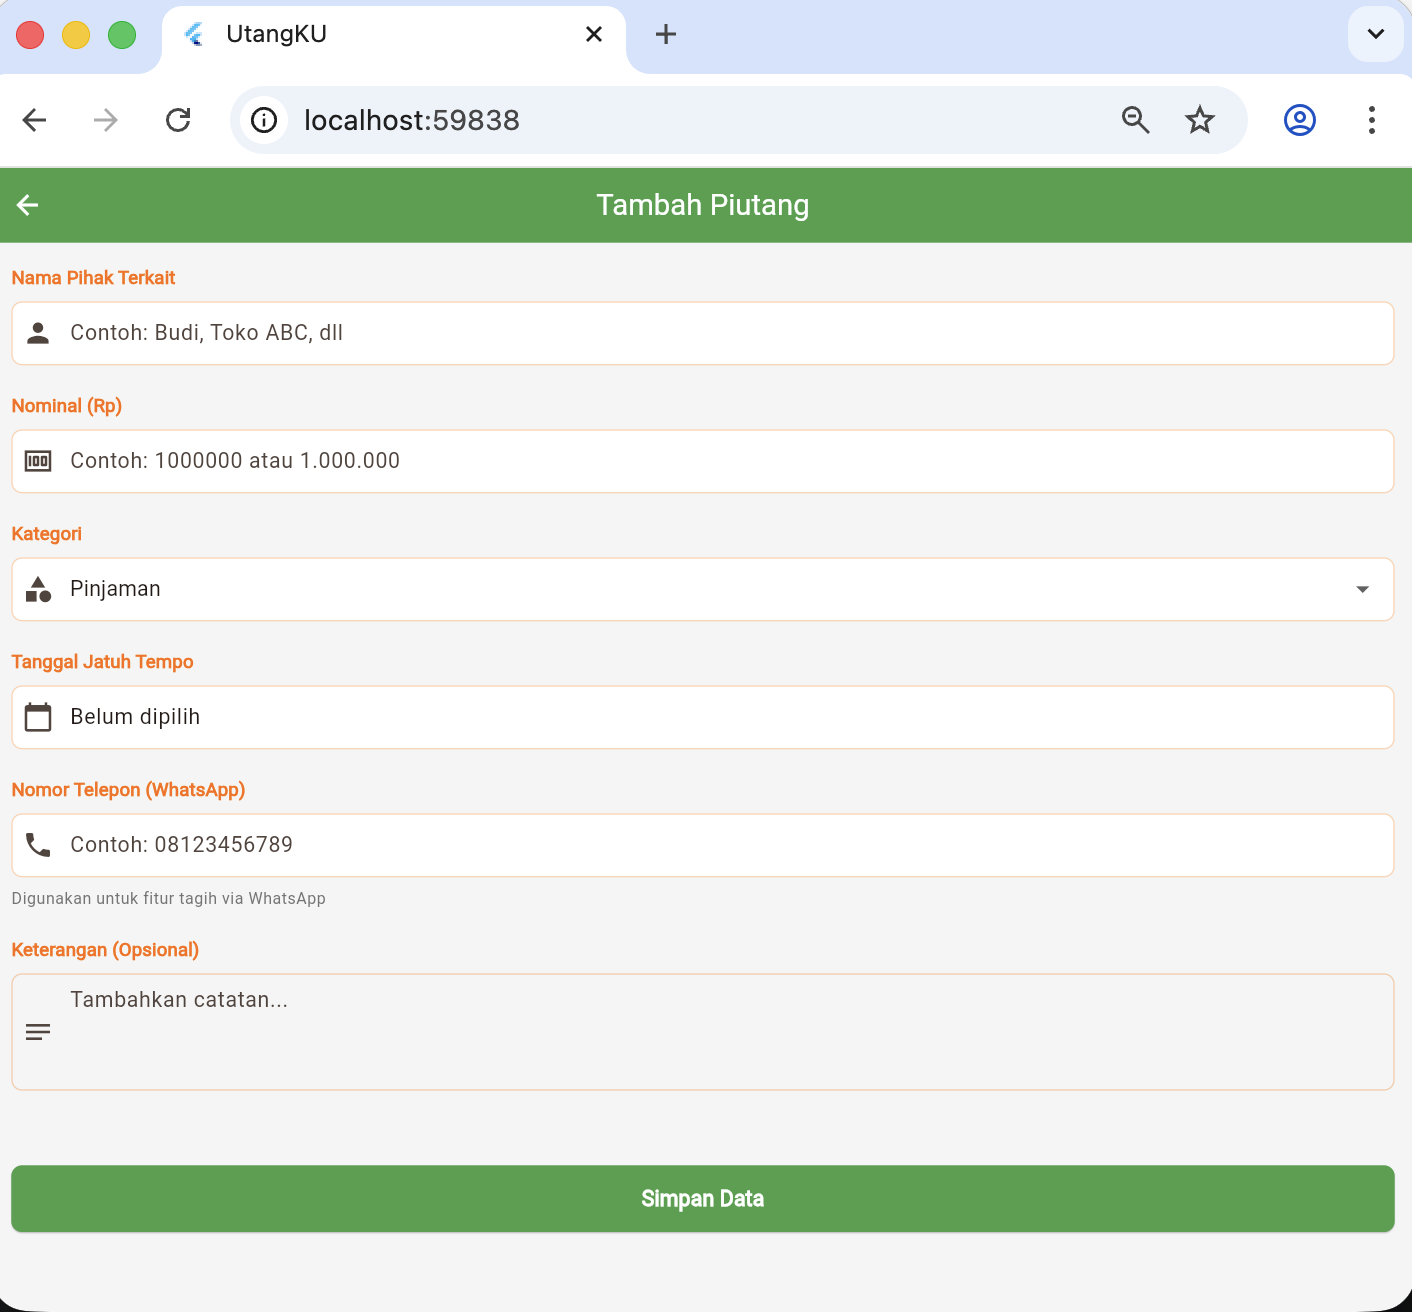 UtangKU
localhost:59838
Tambah Piutang
Nama Pihak Terkait
Contoh: Budi, Toko ABC, dll
Nominal (Rp)
100 Contoh: 1000000 atau 1.000.000
Kategori
Pinjaman
Tanggal Jatuh Tempo
Belum dipilih
Nomor Telepon (WhatsApp)
Contoh: 08123456789
Digunakan untuk fitur tagih via WhatsApp
Keterangan (Opsional)
Tambahkan catatan...
Simpan Data